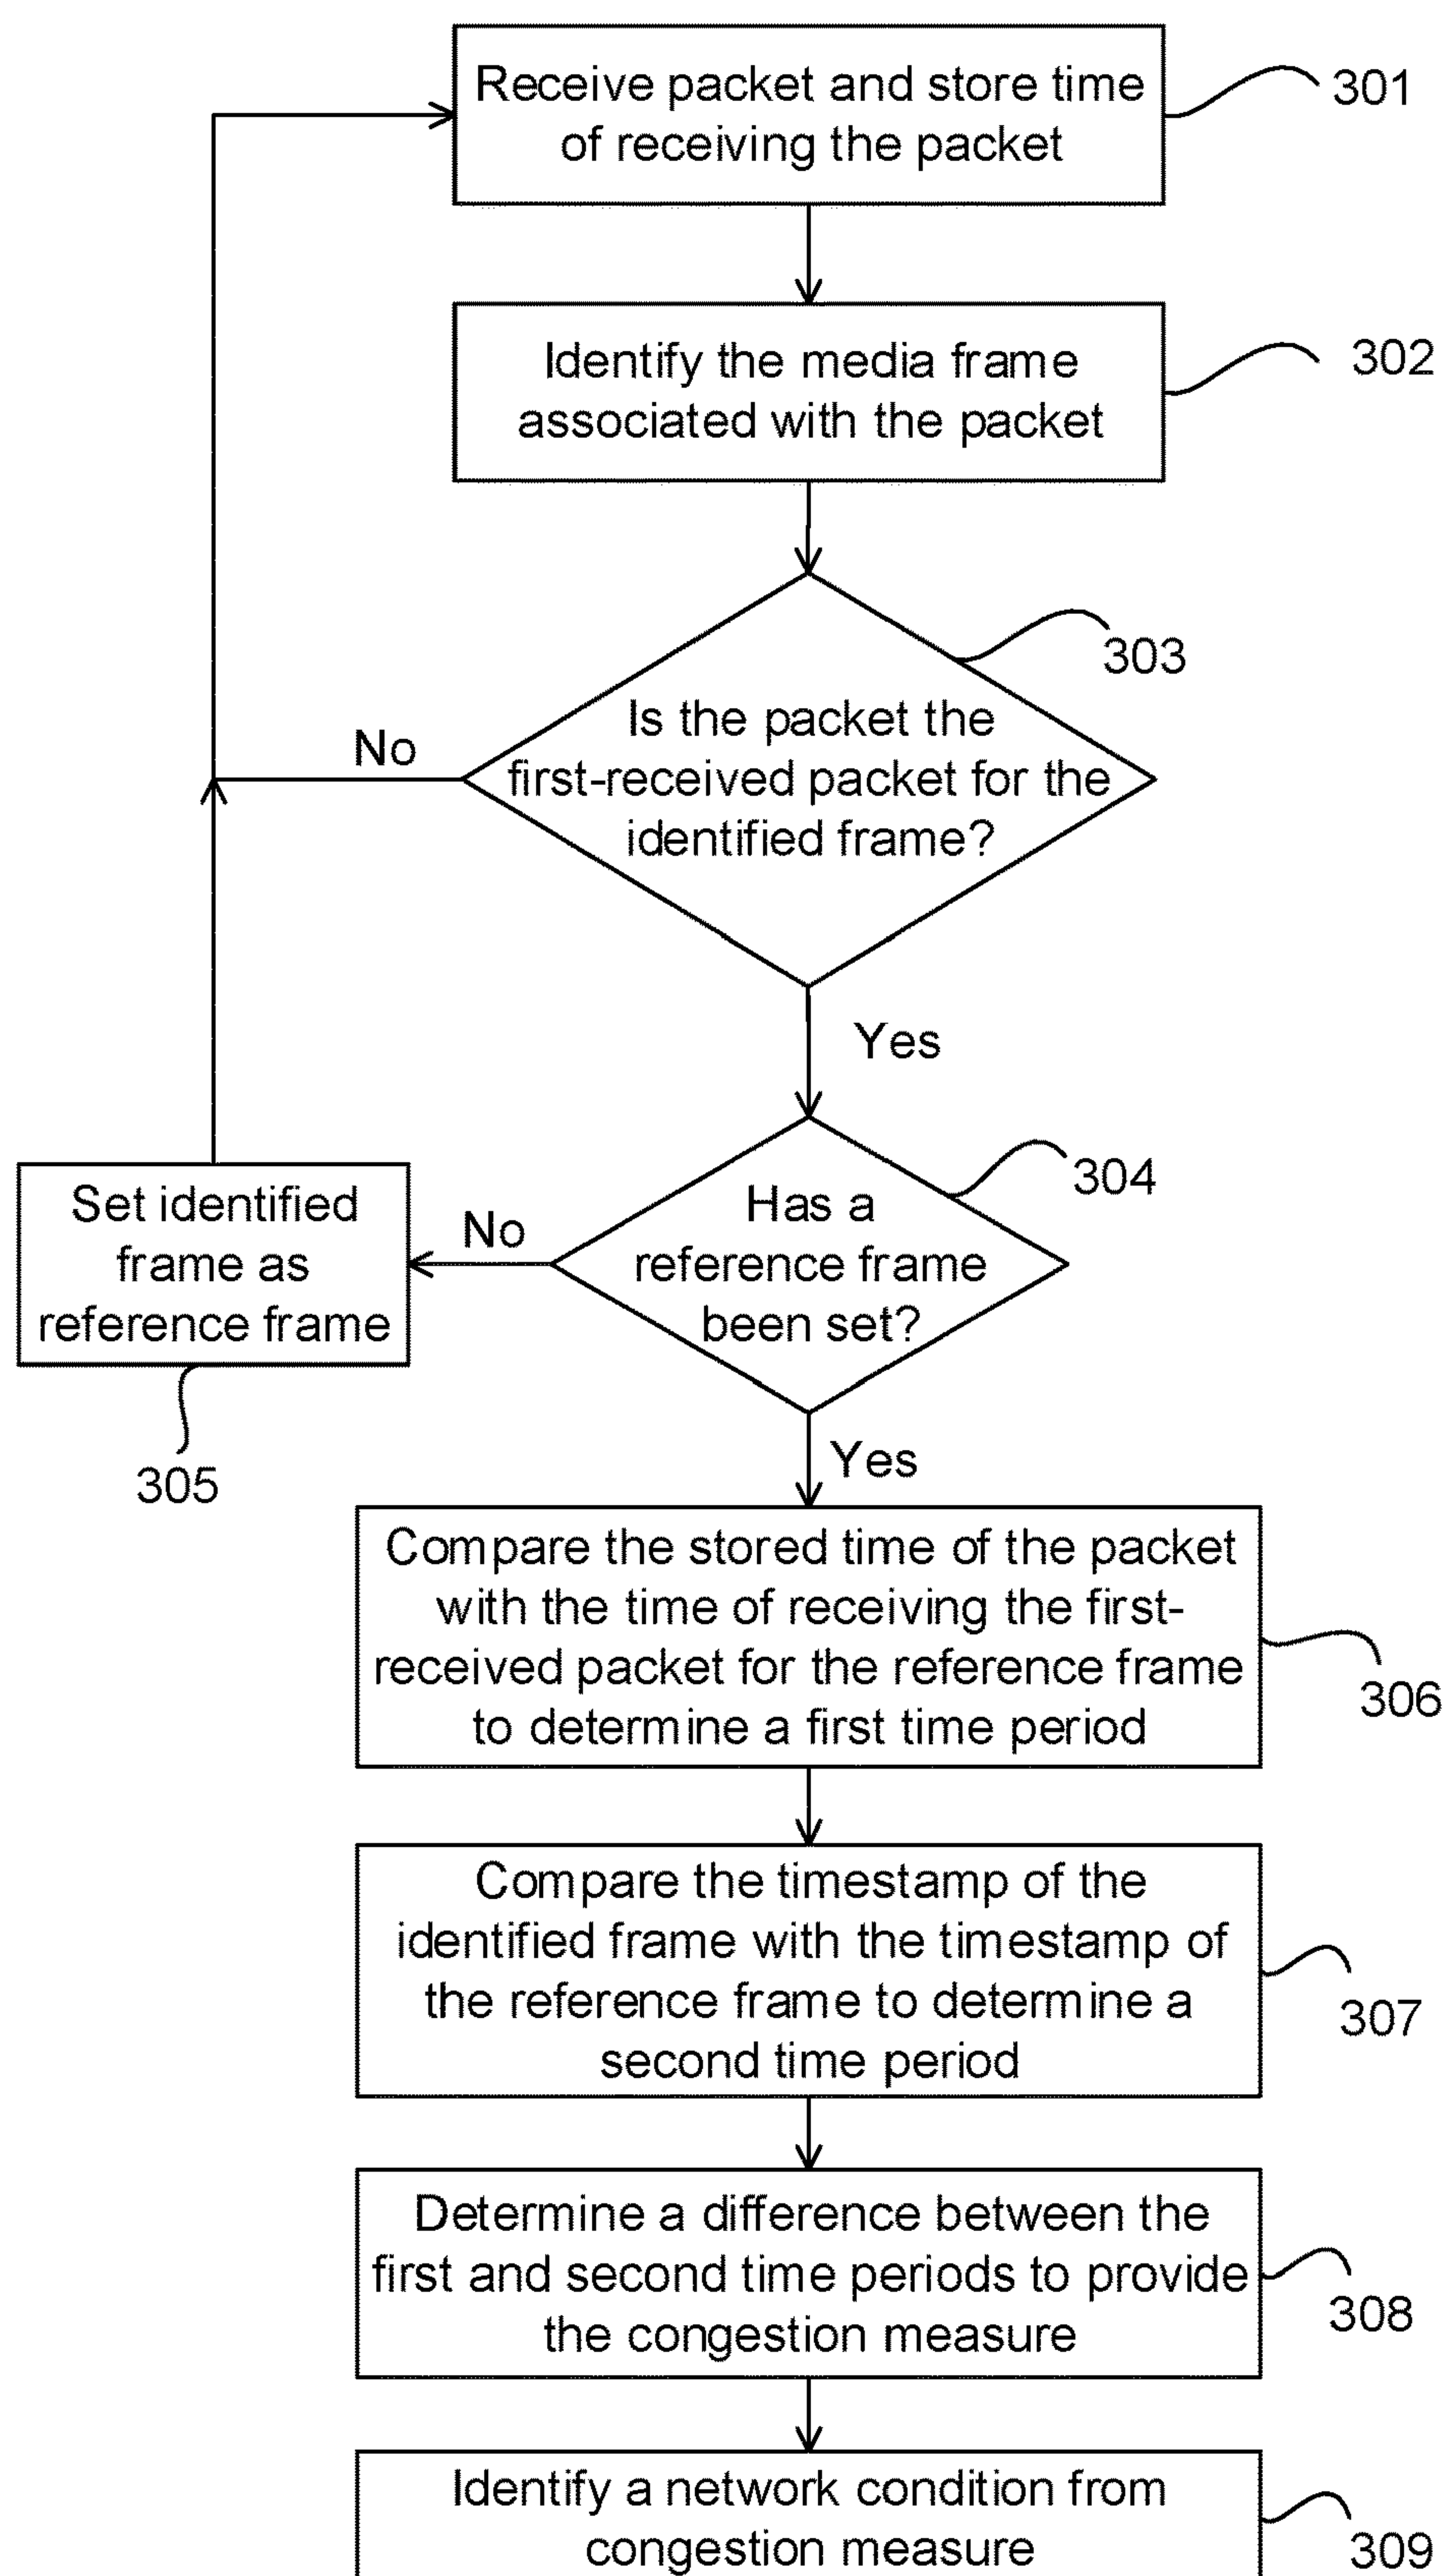 Receive packet and store time
of receiving the packet
301
Identify the media frame
associated with the packet
302
303
Is the packet the
first-received packet for the
identified frame?
No
Yes
304
Has a
reference frame
been set?
No
Set identified
frame as
reference frame
305
Yes
Compare the stored time of the packet
with the time of receiving the first-
received packet for the reference frame
to determine a first time period
306
Compare the timestamp of the
identified frame with the timestamp of
the reference frame to determine a
second time period
307
Determine a difference between the
first and second time periods to provide
the congestion measure
308
Identify a network condition from
congestion measure
309